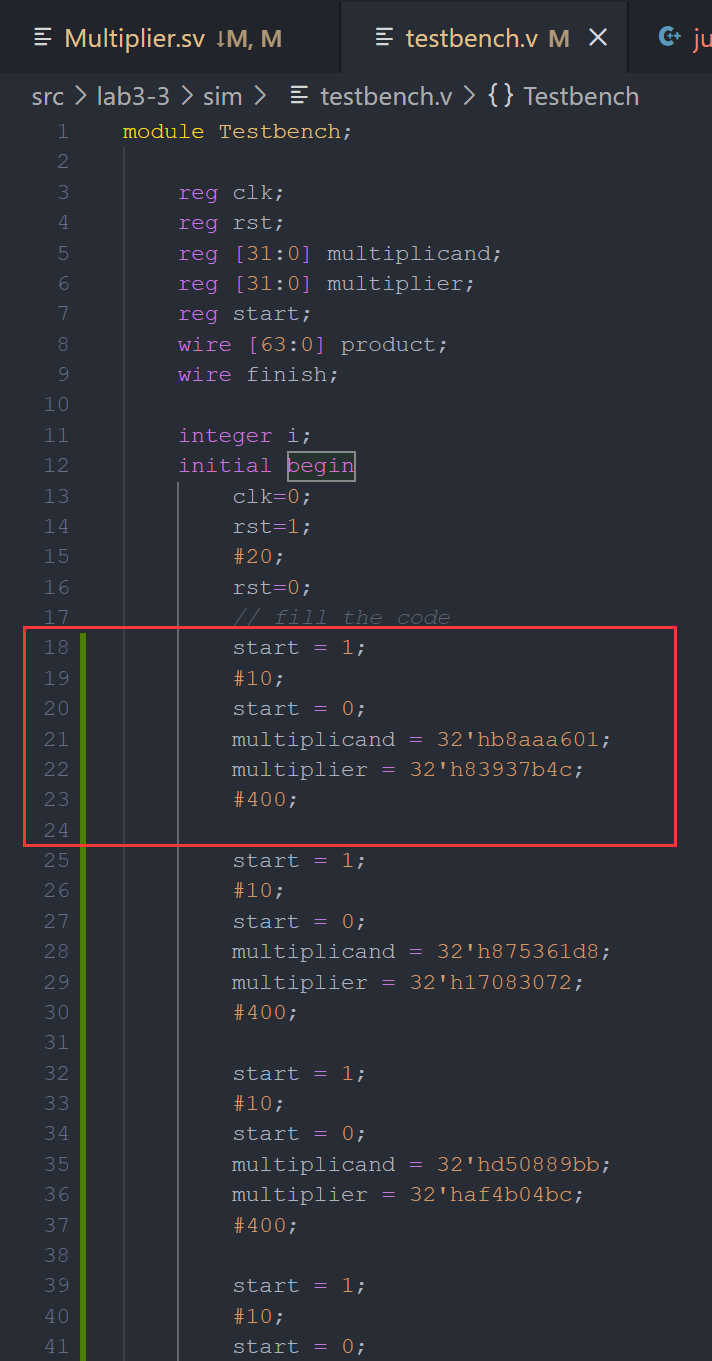 Multiplier.sv ↓M, M testbench.v M ju
src > lab3-3 > sim > testbench.v > {} Testbench
1 module Testbench;
2
3 reg clk;
4 reg rst;
5 reg [31:0] multiplicand;
6 reg [31:0] multiplier;
7 reg start;
8 wire [63:0] product;
9 wire finish;
10
11 integer i;
12 initial begin
13 clk=0;
14 rst=1;
15 #20;
16 rst=0;
17 // fill the code
18 start = 1;
19 #10;
20 start = 0;
21 multiplicand = 32'hb8aaa601;
22 multiplier = 32'h83937b4c;
23 #400;
24
25 start = 1;
26 #10;
27 start = 0;
28 multiplicand = 32'h875361d8;
29 multiplier = 32'h17083072;
30 #400;
31
32 start = 1;
33 #10;
34 start = 0;
35 multiplicand = 32'hd50889bb;
36 multiplier = 32'haf4b04bc;
37 #400;
38
39 start = 1;
40 #10;
41 start = 0;